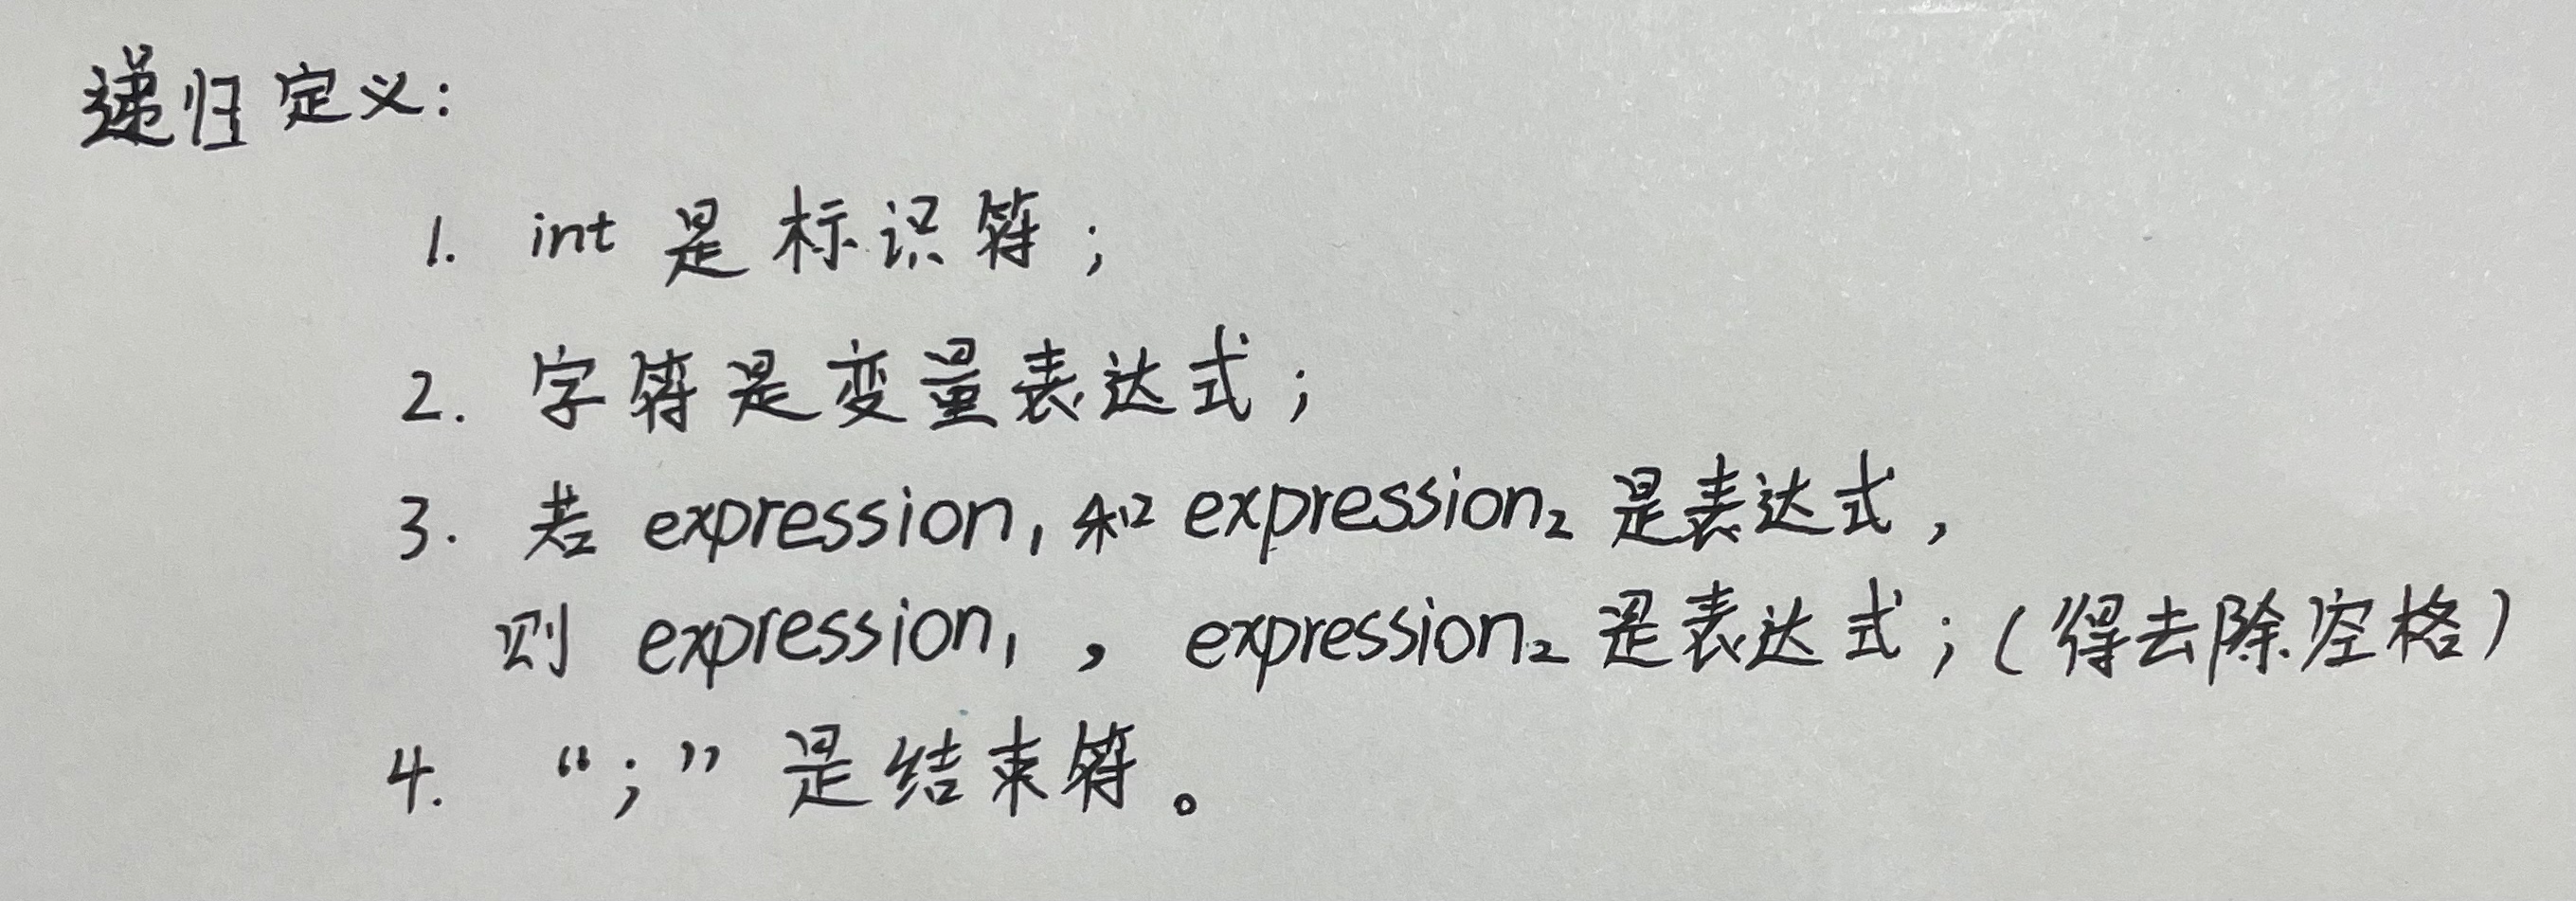 递归定义:
1. int 是标识符;
2. 字符是变量表达式;
3. 若 expression₁ 和 expression₂ 是表达式,
则 expression₁ , expression₂ 是表达式;(得去除空格)
4. “;” 是结束符。